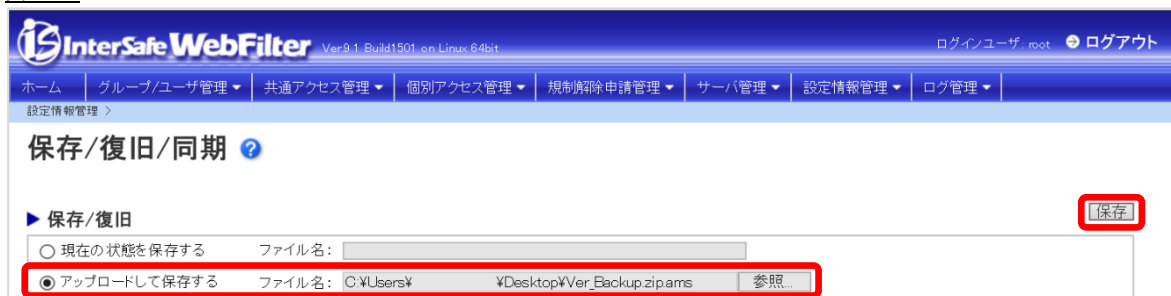 InterSafe WebFilter Ver.9.1 Build1501 on Linux 64bit ログインユーザ: root ログアウト
ホーム グループ/ユーザ管理▼ 共通アクセス管理▼ 個別アクセス管理▼ 規制解除申請管理▼ サーバ管理▼ 設定情報管理▼ ログ管理▼
設定情報管理 >
保存/復旧/同期 ?
保存
▶ 保存/復旧
現在の状態を保存する ファイル名:
アップロードして保存する ファイル名: C:¥Users¥ ¥Desktop¥Ver_Backup.zip.ams 参照...